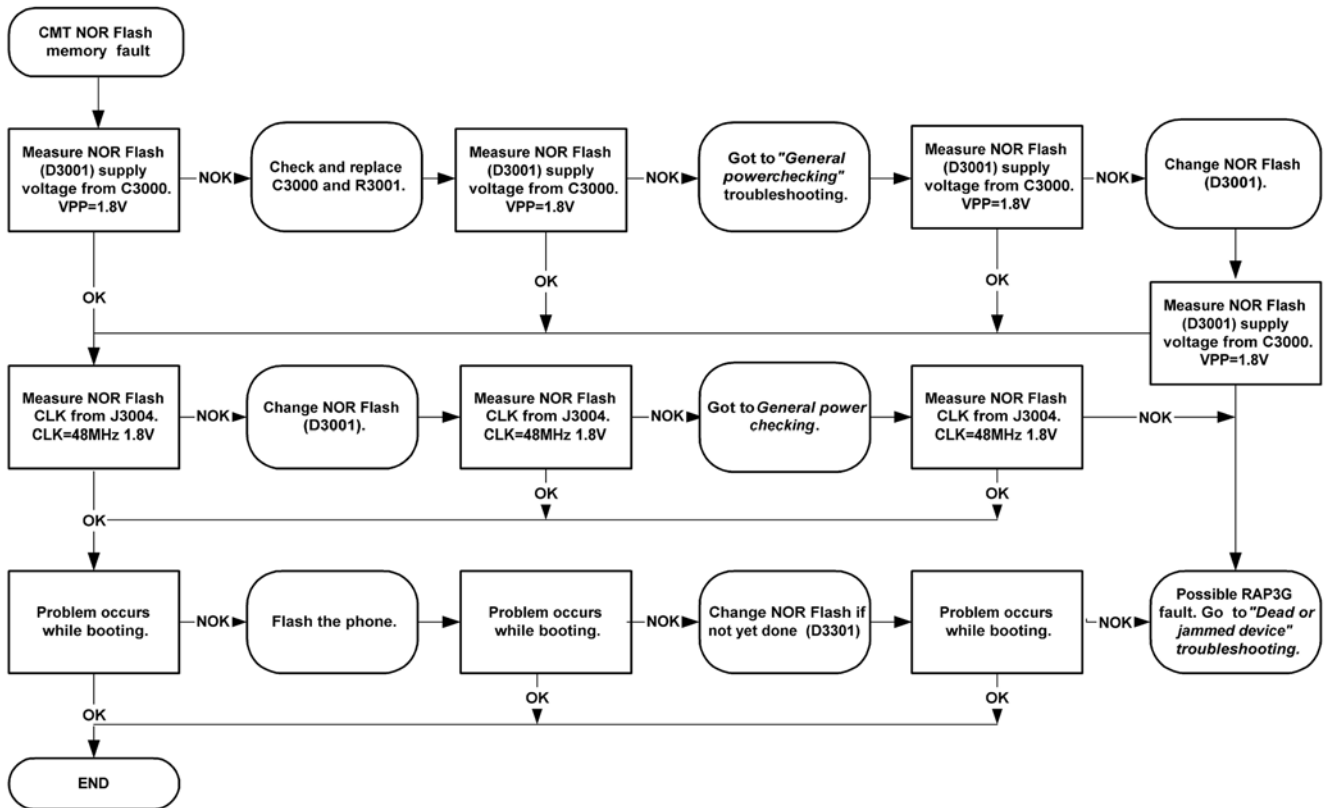 CMT NOR Flash
memory fault
Measure NOR Flash
(D3001) supply
voltage from C3000.
VPP=1.8V
NOK
Check and replace
C3000 and R3001.
Measure NOR Flash
(D3001) supply
voltage from C3000.
VPP=1.8V
NOK
Got to "General
powerchecking"
troubleshooting.
Measure NOR Flash
(D3001) supply
voltage from C3000.
VPP=1.8V
NOK
Change NOR Flash
(D3001).
OK
OK
OK
Measure NOR Flash
(D3001) supply
voltage from C3000.
VPP=1.8V
Measure NOR Flash
CLK from J3004.
CLK=48MHz 1.8V
NOK
Change NOR Flash
(D3001).
Measure NOR Flash
CLK from J3004.
CLK=48MHz 1.8V
NOK
Got to General power
checking.
Measure NOR Flash
CLK from J3004.
CLK=48MHz 1.8V
NOK
OK
OK
OK
Problem occurs
while booting.
NOK
Flash the phone.
Problem occurs
while booting.
NOK
Change NOR Flash if
not yet done (D3301)
Problem occurs
while booting.
NOK
Possible RAP3G
fault. Go to "Dead or
jammed device"
troubleshooting.
OK
OK
OK
END